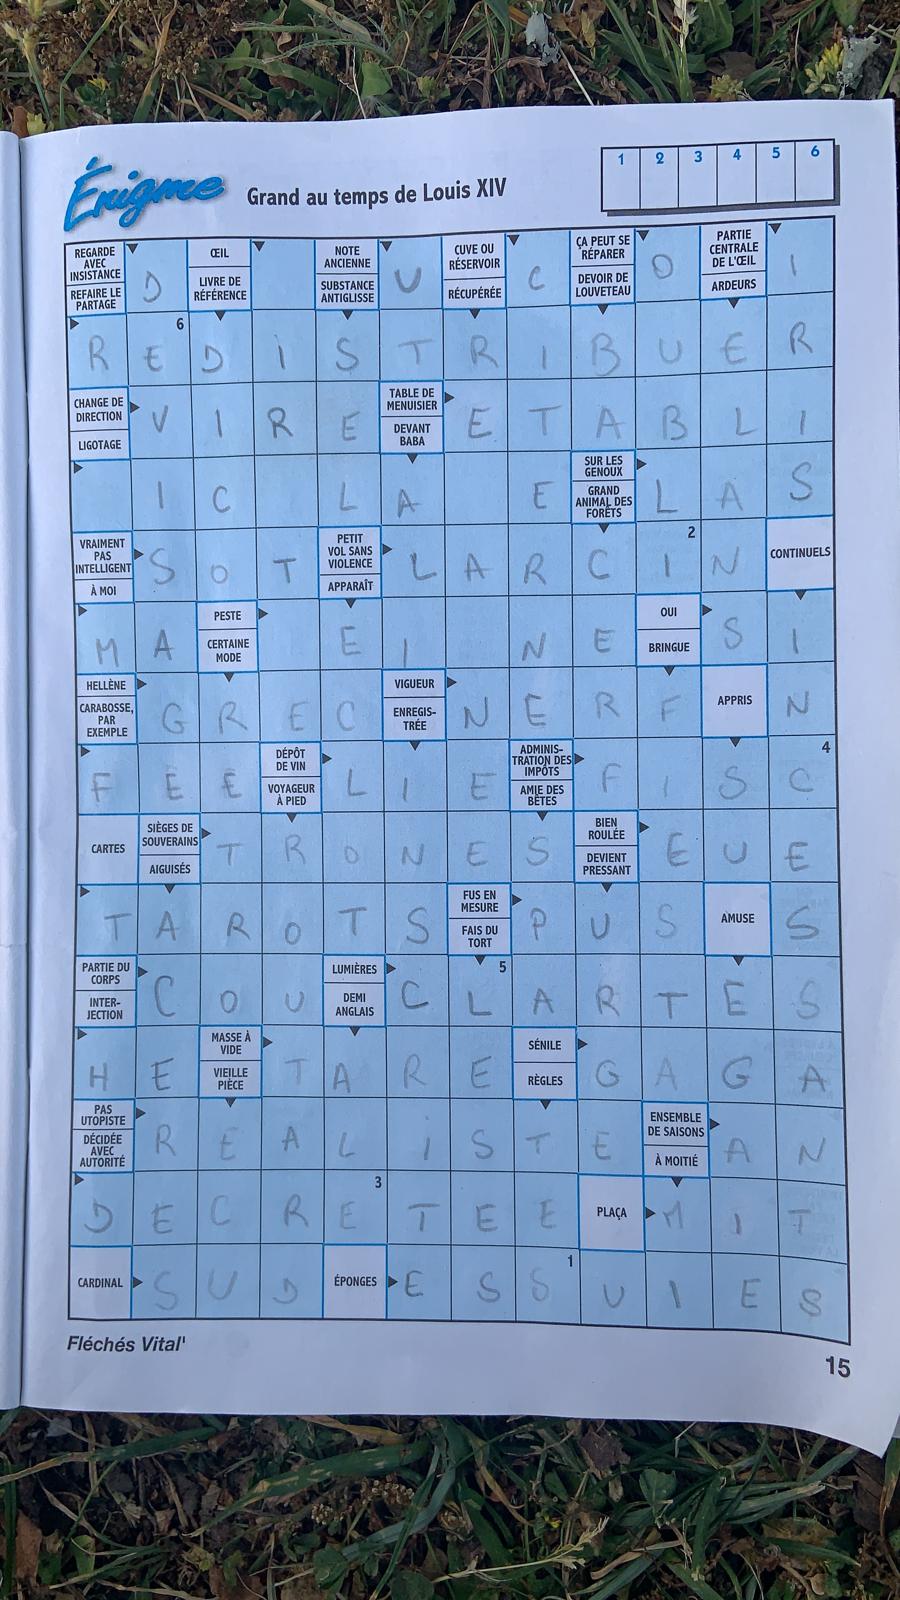 Énigme
Grand au temps de Louis XIV
1 2 3 4 5 6
REGARDE AVEC INSISTANCE
REFAIRE LE PARTAGE
D
ŒIL
LIVRE DE RÉFÉRENCE
NOTE ANCIENNE
SUBSTANCE ANTIGLISSE
U
CUVE OU RÉSERVOIR
RÉCUPÉRÉE
C
ÇA PEUT SE RÉPARER
DEVOIR DE LOUVETEAU
O
PARTIE CENTRALE DE L'ŒIL
ARDEURS
I
6
R E D I S T R I B U E R
CHANGE DE DIRECTION
LIGOTAGE
V I R E
TABLE DE MENUISIER
DEVANT BABA
E T A B L I
I C L A E
SUR LES GENOUX
GRAND ANIMAL DES FORÊTS
L A S
VRAIMENT PAS INTELLIGENT
À MOI
S O T
PETIT VOL SANS VIOLENCE
APPARAÎT
L A R C I N
2
CONTINUELS
M A
PESTE
CERTAINE MODE
E I N E
OUI
BRINGUE
S I
HELLÈNE
CARABOSSE, PAR EXEMPLE
G R E C
VIGUEUR
ENREGIS-TRÉE
N E R F
APPRIS
N
F É E
DÉPÔT DE VIN
VOYAGEUR À PIED
L I E
ADMINIS-TRATION DES IMPÔTS
AMIE DES BÊTES
F I S C
4
CARTES
SIÈGES DE SOUVERAINS
AIGUISÉS
T R O N E S
BIEN ROULÉE
DEVIENT PRESSANT
E U E
T A R O T S
FUS EN MESURE
FAIS DU TORT
P U S
AMUSE
S
PARTIE DU CORPS
INTER-JECTION
C O U
LUMIÈRES
DEMI ANGLAIS
C L A R T E S
5
H E
MASSE À VIDE
VIEILLE PIÈCE
T A R E
SÉNILE
RÈGLES
G A G A
PAS UTOPISTE
DÉCIDÉE AVEC AUTORITÉ
R E A L I S T E
ENSEMBLE DE SAISONS
À MOITIÉ
A N
D E C R E T E E
3
PLAÇA
M I T
CARDINAL
S U D
ÉPONGES
E S S U I E S
1
Fléchés Vital'
15